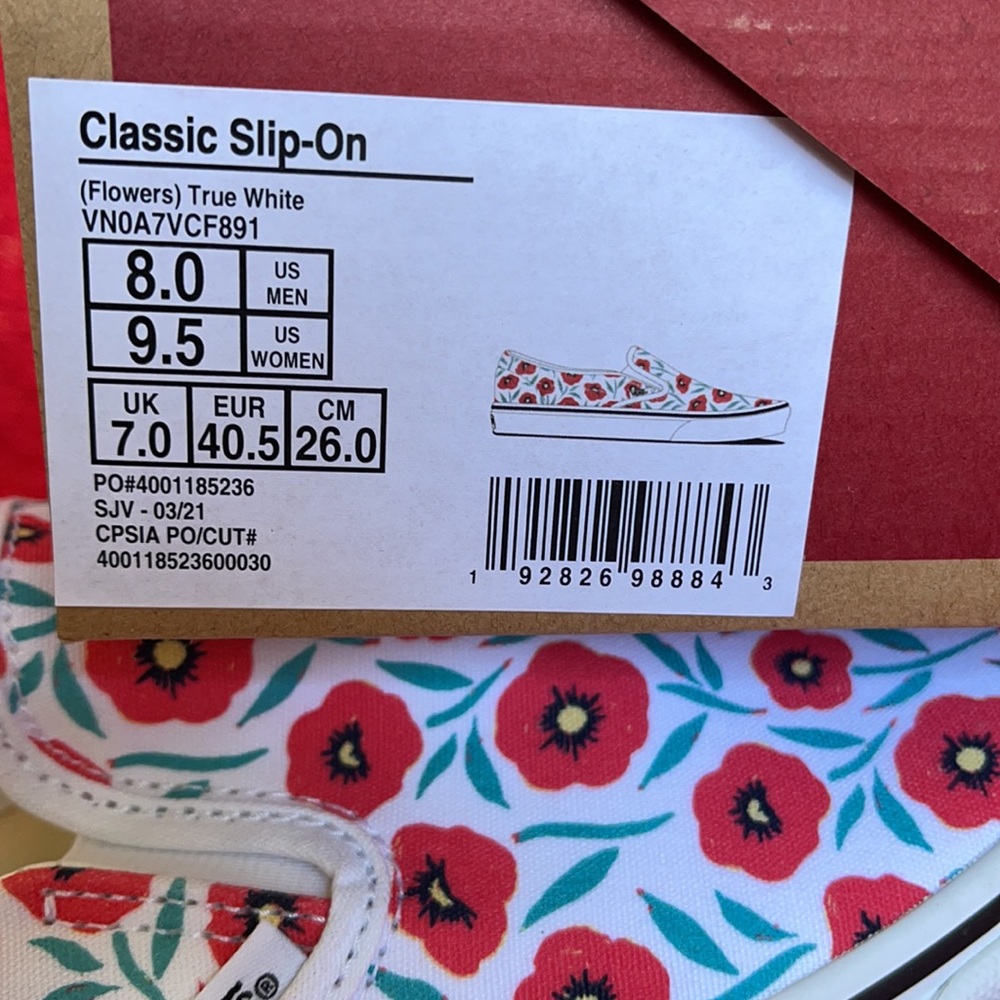 Classic Slip-On
(Flowers) True White
VN0A7VCF891
8.0 US MEN
9.5 US WOMEN
UK EUR CM
7.0 40.5 26.0
PO#4001185236
SJV - 03/21
CPSIA PO/CUT#
400118523600030
1 92826 98884 3
®